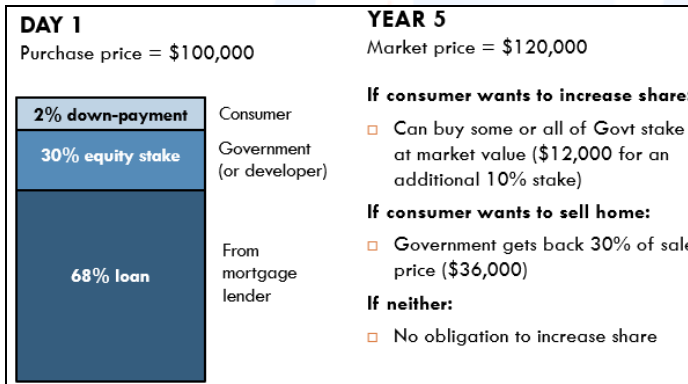 DAY 1
Purchase price = $100,000
2% down-payment
Consumer
30% equity stake
Government
(or developer)
68% loan
From
mortgage
lender
YEAR 5
Market price = $120,000
If consumer wants to increase share:
Can buy some or all of Govt stake
at market value ($12,000 for an
additional 10% stake)
If consumer wants to sell home:
Government gets back 30% of sale
price ($36,000)
If neither:
No obligation to increase share